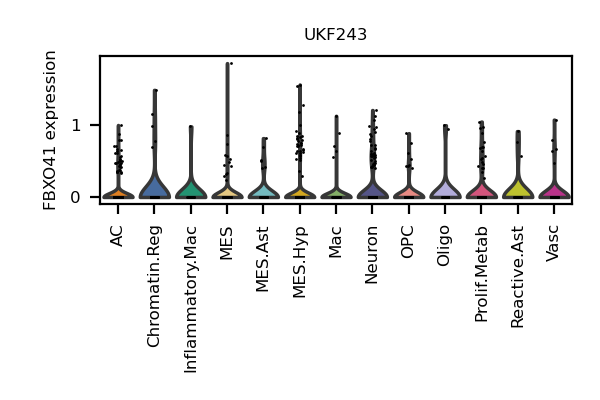 UKF243
FBXO41 expression
1
0
AC
Chromatin.Reg
Inflammatory.Mac
MES
MES.Ast
MES.Hyp
Mac
Neuron
OPC
Oligo
Prolif.Metab
Reactive.Ast
Vasc